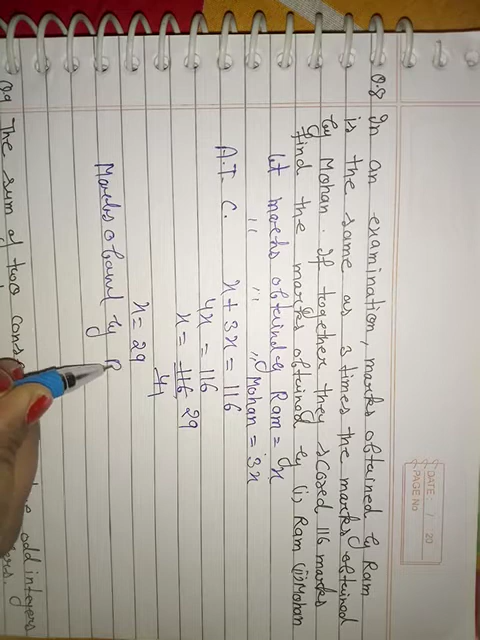 DATE: / 20
PAGE No
Q.8 In an examination, marks obtained by Ram
is the same as 3 times the marks obtained
by Mohan. If together they scored 116 marks
find the marks obtained by (i) Ram (ii) Mohan
let marks obtained by Ram = x
" " " Mohan = 3x
A.T.C. x + 3x = 116
4x = 116
x = 116 29
4
x = 29
Marks obtained by R
Q9 The sum of two cons
odd integers